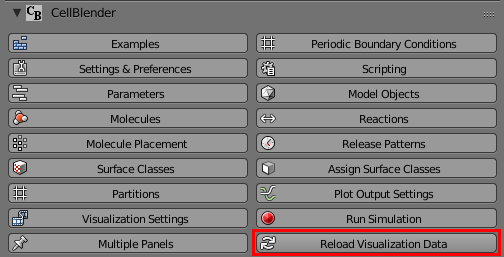 CellBlender
Examples
Periodic Boundary Conditions
Settings & Preferences
Scripting
Parameters
Model Objects
Molecules
Reactions
Molecule Placement
Release Patterns
Surface Classes
Assign Surface Classes
Partitions
Plot Output Settings
Visualization Settings
Run Simulation
Multiple Panels
Reload Visualization Data